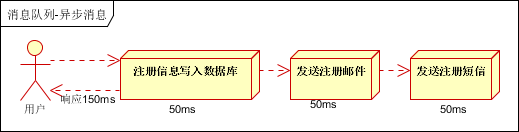 消息队列-异步消息
注册信息写入数据库
发送注册邮件
发送注册短信
响应150ms
用户
50ms
50ms
50ms